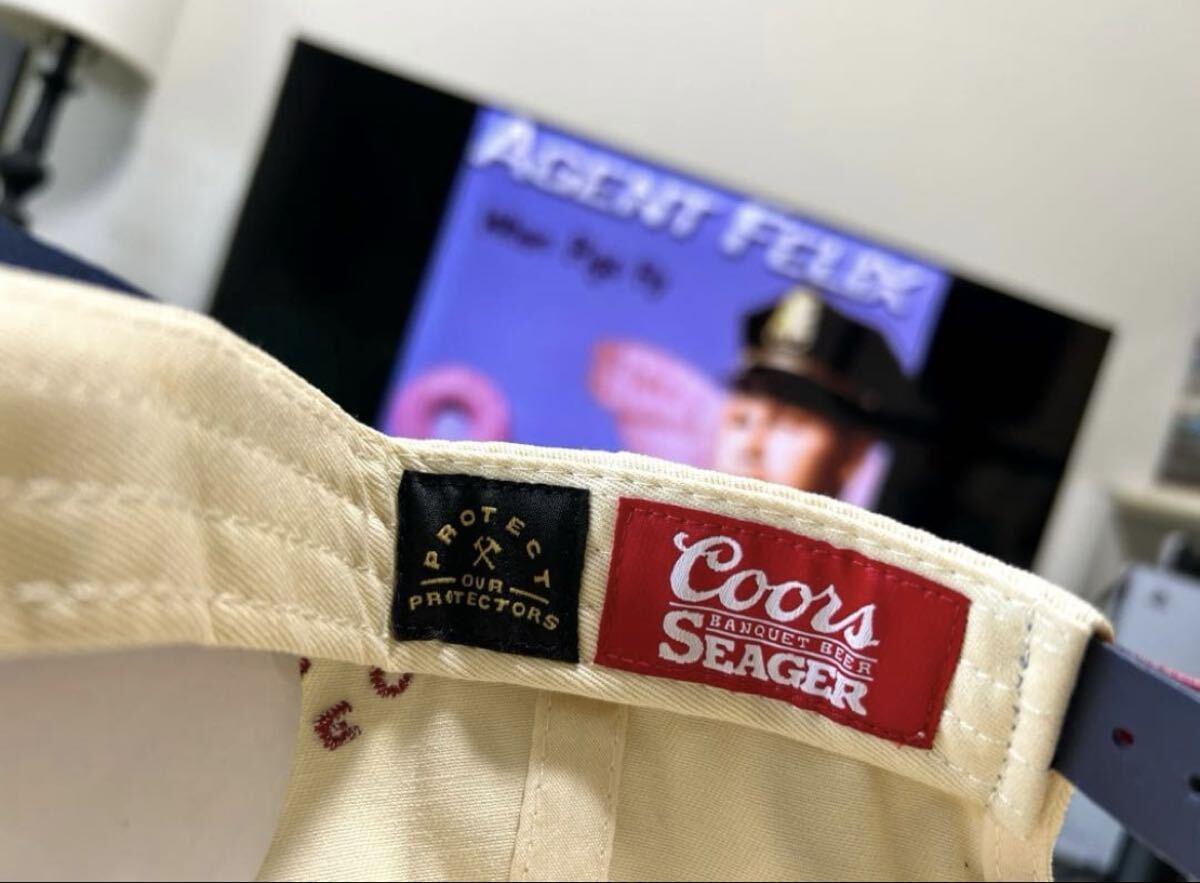 AGENT FELIX
PROTECT
OUR
PROTECTORS
Coors
BANQUET BEER
SEAGER
G